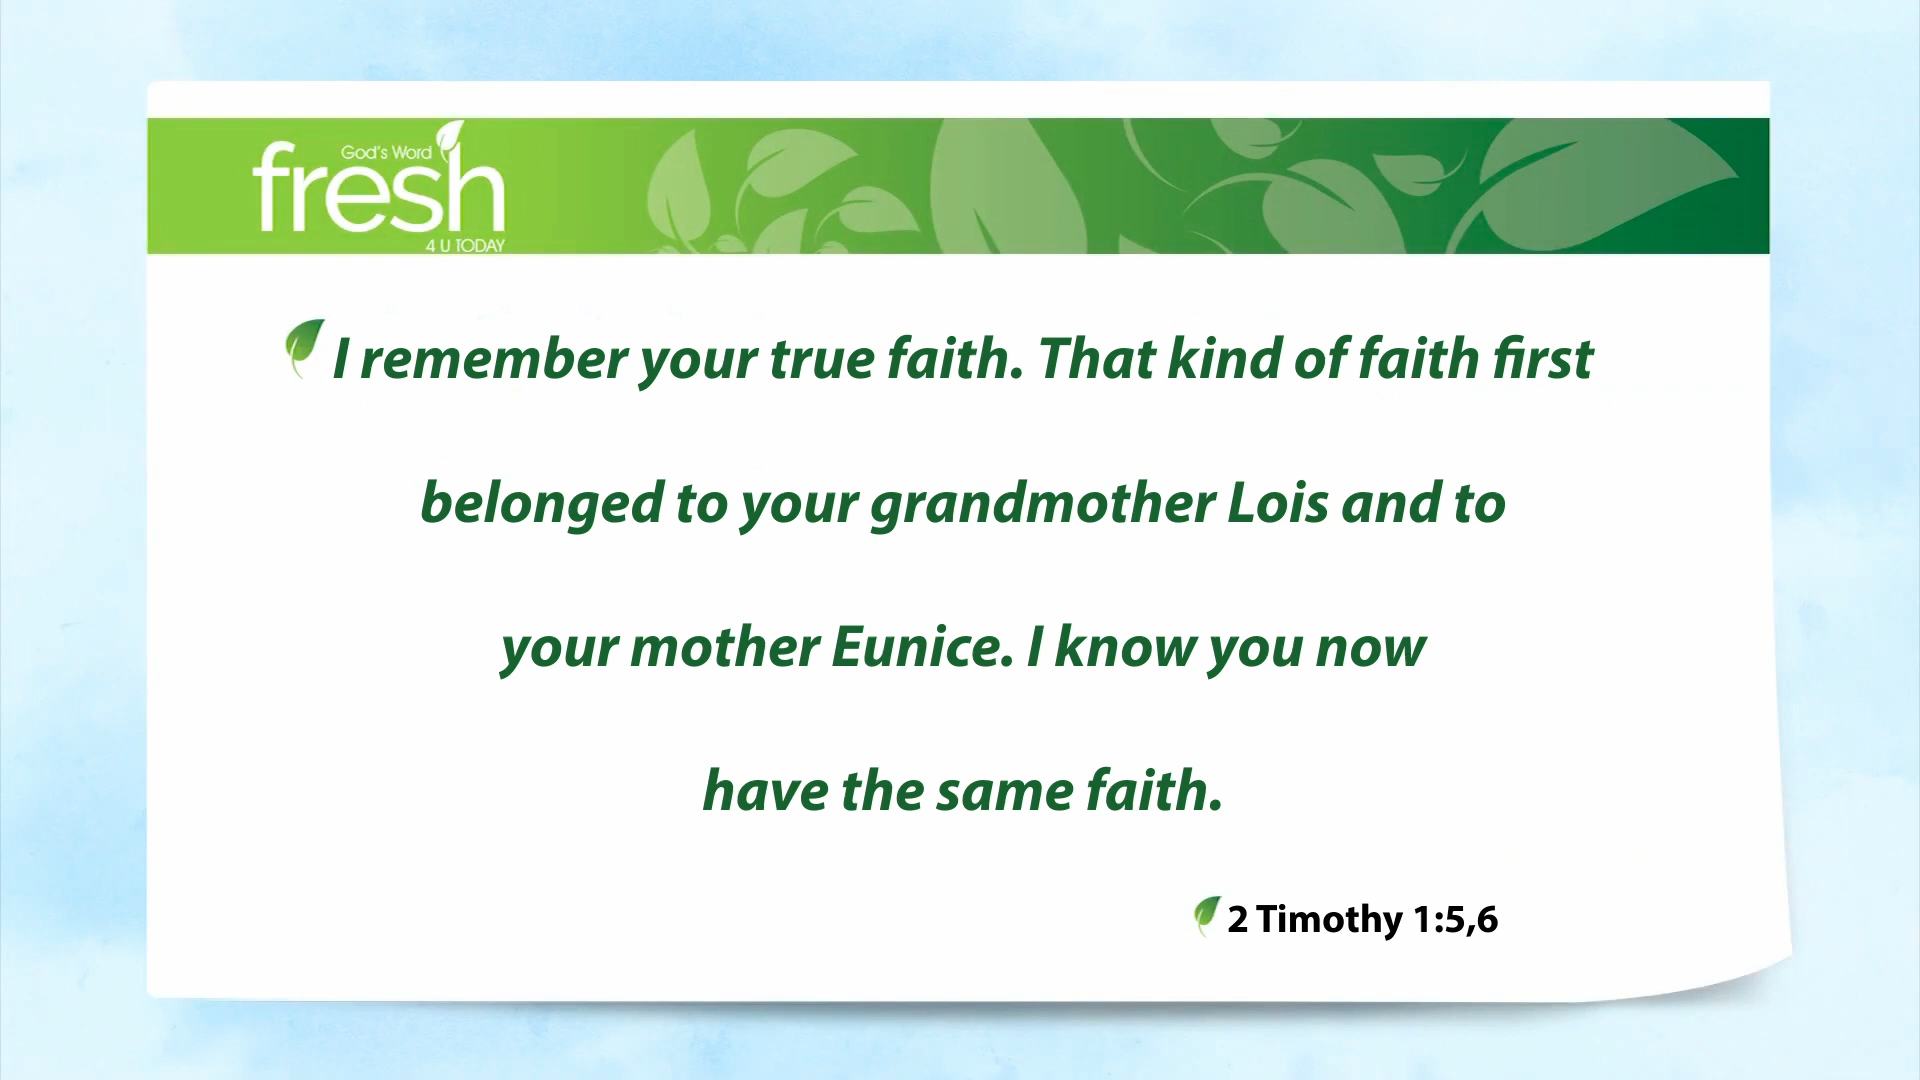 God's Word
fresh
4 U TODAY
I remember your true faith. That kind of faith first
belonged to your grandmother Lois and to
your mother Eunice. I know you now
have the same faith.
2 Timothy 1:5,6